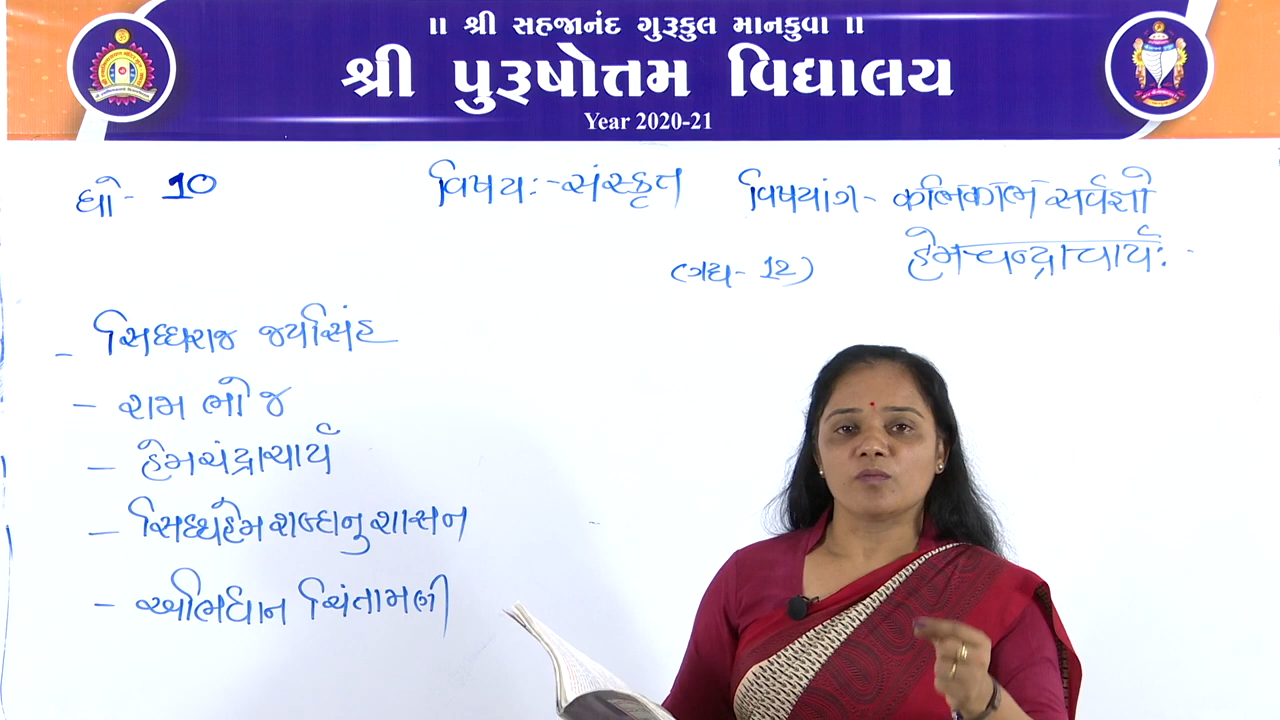 ॥ શ્રી સહજાનંદ ગુરૂકુલ માનકુવા ॥
શ્રી પુરૂષોત્તમ વિદ્યાલય
Year 2020-21
ધો- 10 વિષય:-સંસ્કૃત વિષયાંગ- કલિકાલ સર્વજ્ઞો
હેમચન્દ્રાચાર્ય:
(ગદ્ય- 12)
- સિધ્ધરાજ જયસિંહ
- રાજા ભોજ
- હેમચંદ્રાચાર્ય
- સિધ્ધહેમ શબ્દાનુશાસન
- અભિધાન ચિંતામણી